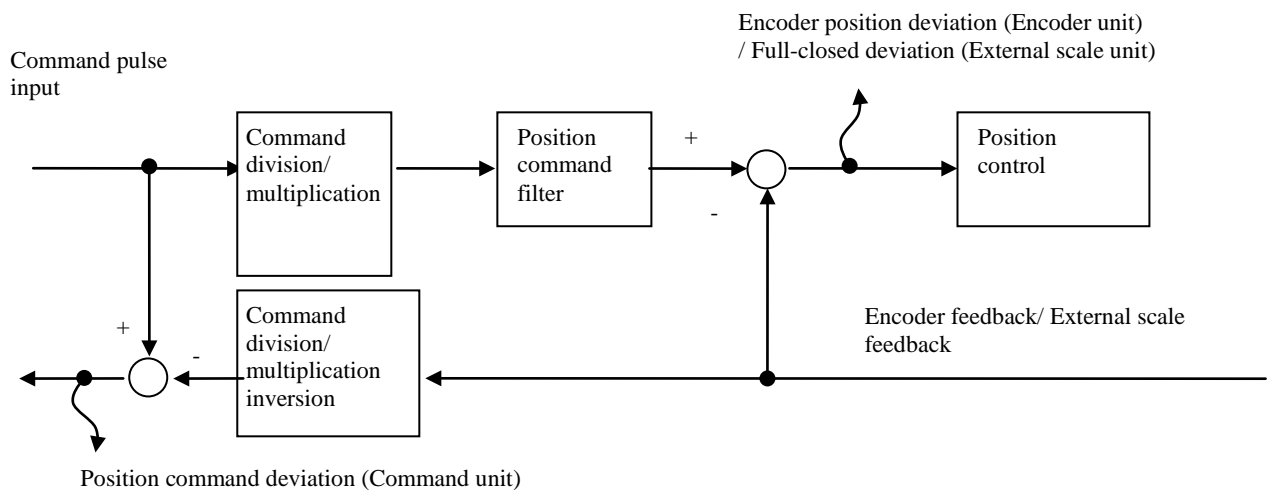 Encoder position deviation (Encoder unit)
/ Full-closed deviation (External scale unit)
Command pulse
input
Command
division/
multiplication
Position
command
filter
+
-
Position
control
Command
division/
multiplication
inversion
+
-
Encoder feedback/ External scale
feedback
Position command deviation (Command unit)